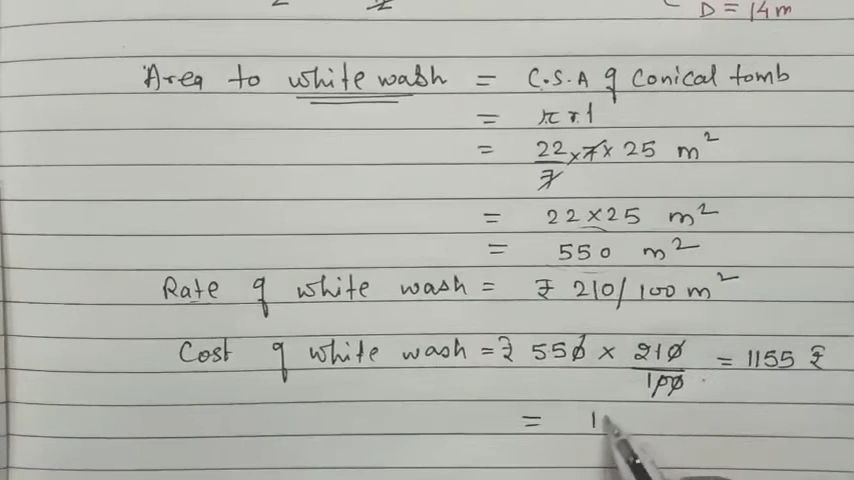 D = 14m
Area to white wash = C.S.A of Conical tomb
= πrl
= 22/7 × 7 × 25 m²
= 22×25 m²
= 550 m²
Rate of white wash = ₹ 210/100 m²
Cost of white wash = ₹ 550 × 210/100 = 1155 ₹
= 1